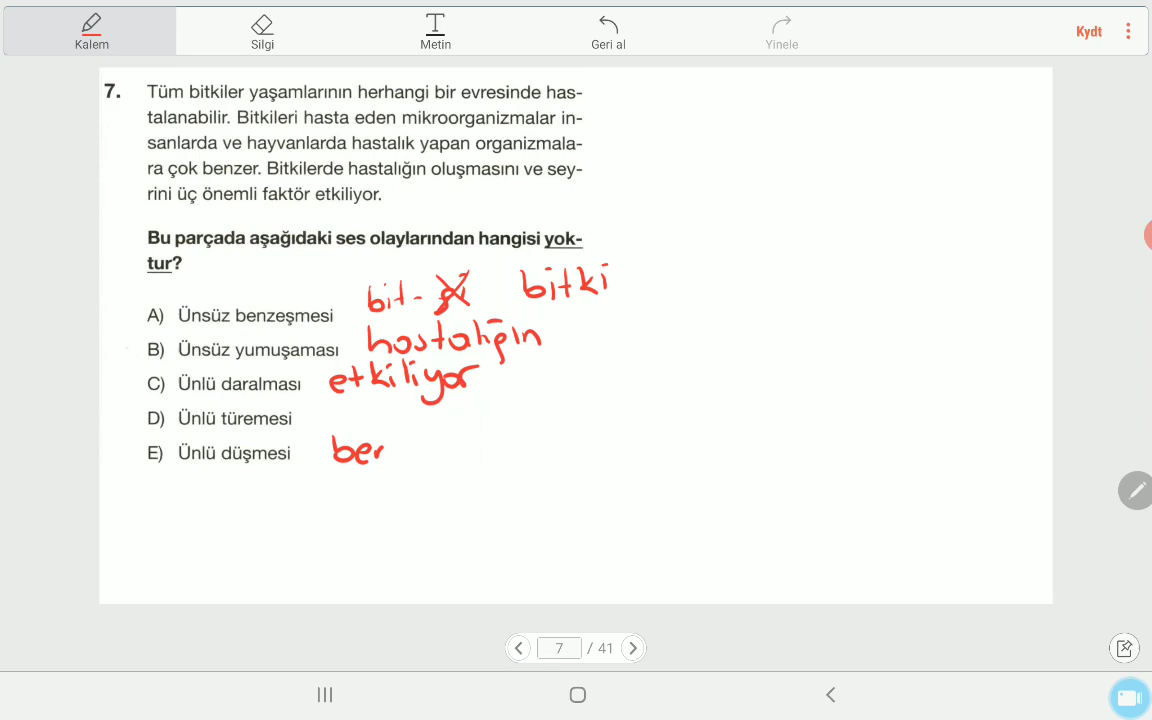 Kalem
Silgi
Metin
Geri al
Yinele
Kydt
7. Tüm bitkiler yaşamlarının herhangi bir evresinde has-
talanabilir. Bitkileri hasta eden mikroorganizmalar in-
sanlarda ve hayvanlarda hastalık yapan organizmala-
ra çok benzer. Bitkilerde hastalığın oluşmasını ve sey-
rini üç önemli faktör etkiliyor.
Bu parçada aşağıdaki ses olaylarından hangisi yok-
tur?
bit- bitki
A) Ünsüz benzeşmesi
hastalığın
B) Ünsüz yumuşaması
etkiliyor
C) Ünlü daralması
D) Ünlü türemesi
E) Ünlü düşmesi ben
7 / 41